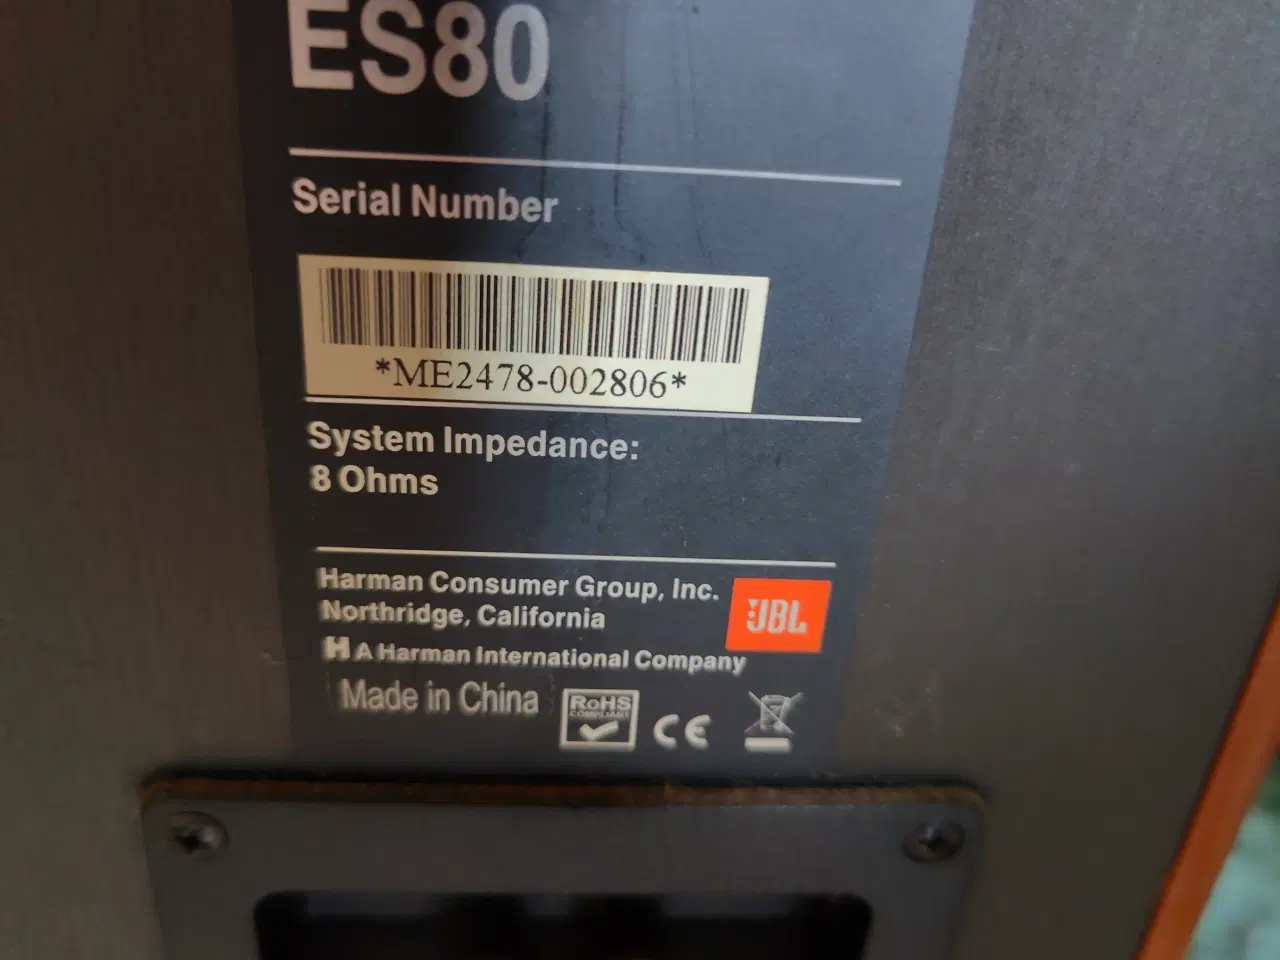 ES80
Serial Number
*ME2478-002806*
System Impedance:
8 Ohms
Harman Consumer Group, Inc.
Northridge, California
JBL
H A Harman International Company
Made in China
RoHS
COMPLIANT
CE